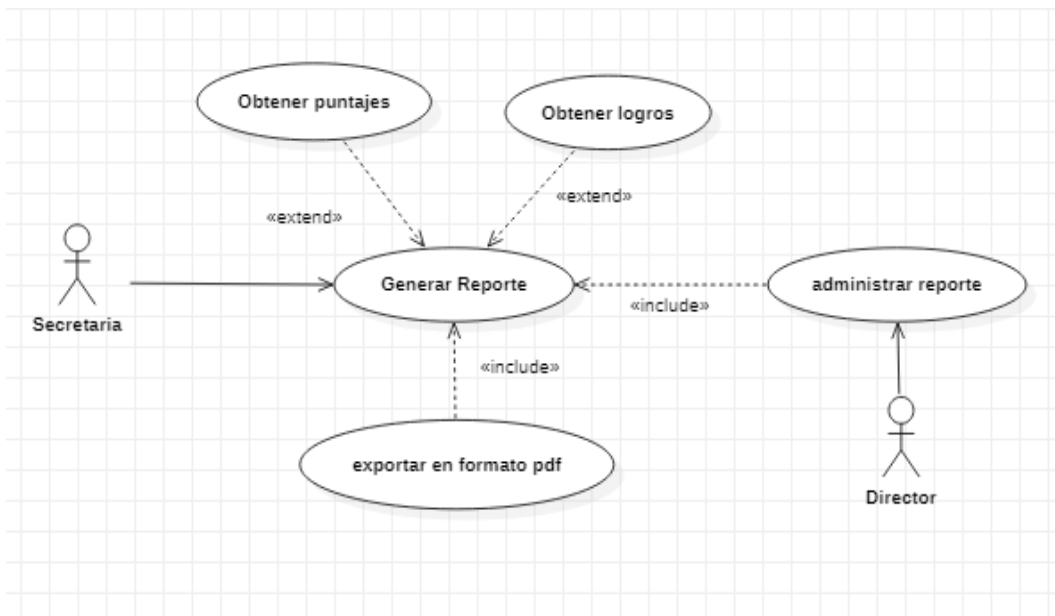 Obtener puntajes
Obtener logros
«extend»
«extend»
Generar Reporte
administrar reporte
«include»
Secretaria
«include»
exportar en formato pdf
Director